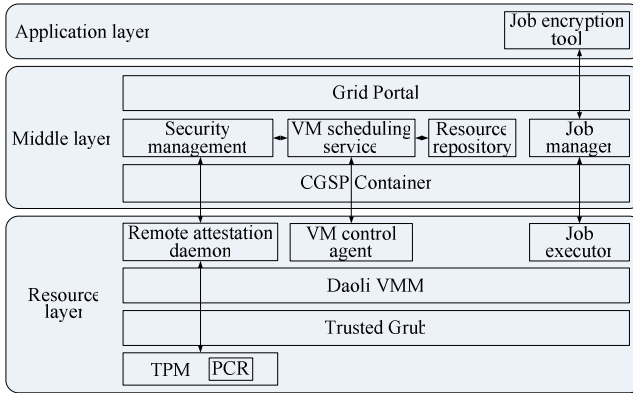 Application layer
Job encryption
tool
Grid Portal
Middle layer
Security
management
VM scheduling
service
Resource
repository
Job
manager
CGSP Container
Resource
layer
Remote attestation
daemon
VM control
agent
Job
executor
Daoli VMM
Trusted Grub
TPM PCR